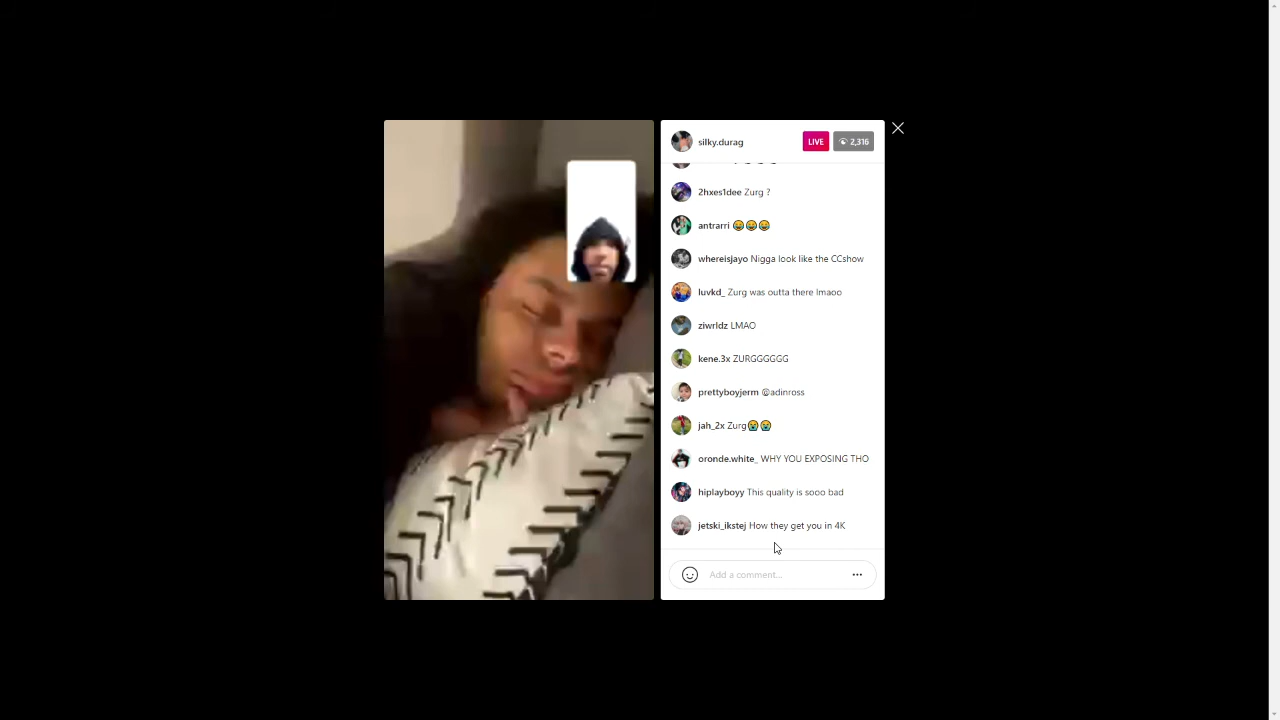 silky.durag LIVE 2,316
2hxes1dee Zurg ?
antrarri 😂😂😂
whereisjayo Nigga look like the CCshow
luvkd_ Zurg was outta there lmaoo
ziwrldz LMAO
kene.3x ZURGGGGGG
prettyboyjerm @adinross
jah_2x Zurg😭😭
oronde.white_ WHY YOU EXPOSING THO
hiplayboyy This quality is sooo bad
jetski_ikstej How they get you in 4K
Add a comment...